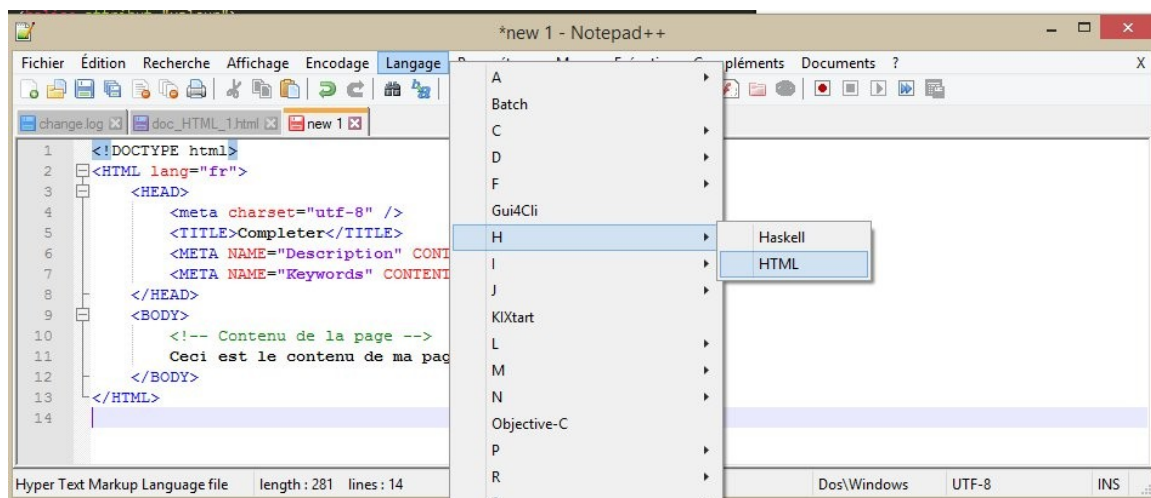 *new 1 - Notepad++
Fichier Édition Recherche Affichage Encodage Langage Compléments Documents ? X
change.log doc_HTML_1.html new 1
1 <!DOCTYPE html>
2 <HTML lang="fr">
3 <HEAD>
4 <meta charset="utf-8" />
5 <TITLE>Completer</TITLE>
6 <META NAME="Description" CONT
7 <META NAME="Keywords" CONTENT
8 </HEAD>
9 <BODY>
10 <!-- Contenu de la page -->
11 Ceci est le contenu de ma pag
12 </BODY>
13 </HTML>
14
A
Batch
C
D
F
Gui4Cli
H
I
J
KIXtart
L
M
N
Objective-C
P
R
Haskell
HTML
Hyper Text Markup Language file length : 281 lines : 14 Dos\Windows UTF-8 INS